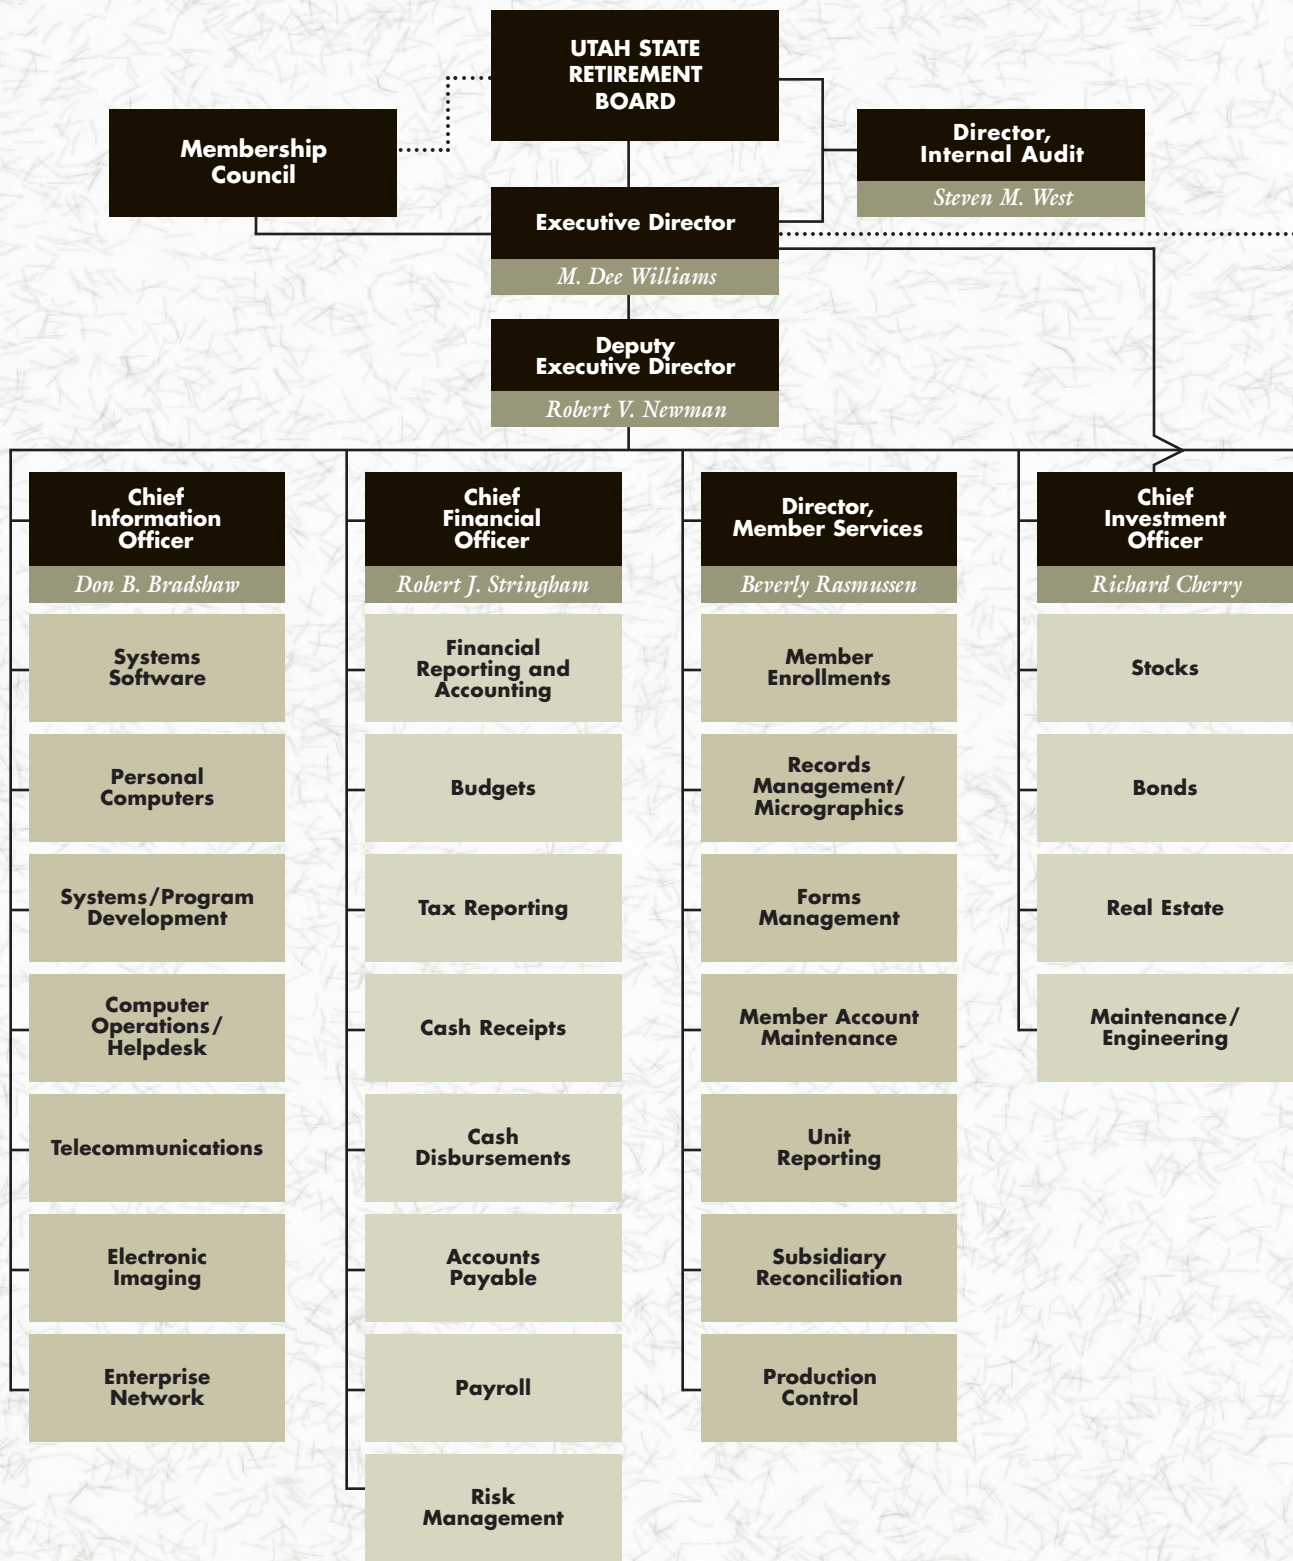 UTAH STATE
RETIREMENT
BOARD
Membership
Council
Director,
Internal Audit
Steven M. West
Executive Director
M. Dee Williams
Deputy
Executive Director
Robert V. Newman
Chief
Information
Officer
Don B. Bradshaw
Systems
Software
Personal
Computers
Systems/Program
Development
Computer
Operations/
Helpdesk
Telecommunications
Electronic
Imaging
Enterprise
Network
Chief
Financial
Officer
Robert J. Stringham
Financial
Reporting and
Accounting
Budgets
Tax Reporting
Cash Receipts
Cash
Disbursements
Accounts
Payable
Payroll
Risk
Management
Director,
Member Services
Beverly Rasmussen
Member
Enrollments
Records
Management/
Micrographics
Forms
Management
Member Account
Maintenance
Unit
Reporting
Subsidiary
Reconciliation
Production
Control
Chief
Investment
Officer
Richard Cherry
Stocks
Bonds
Real Estate
Maintenance/
Engineering